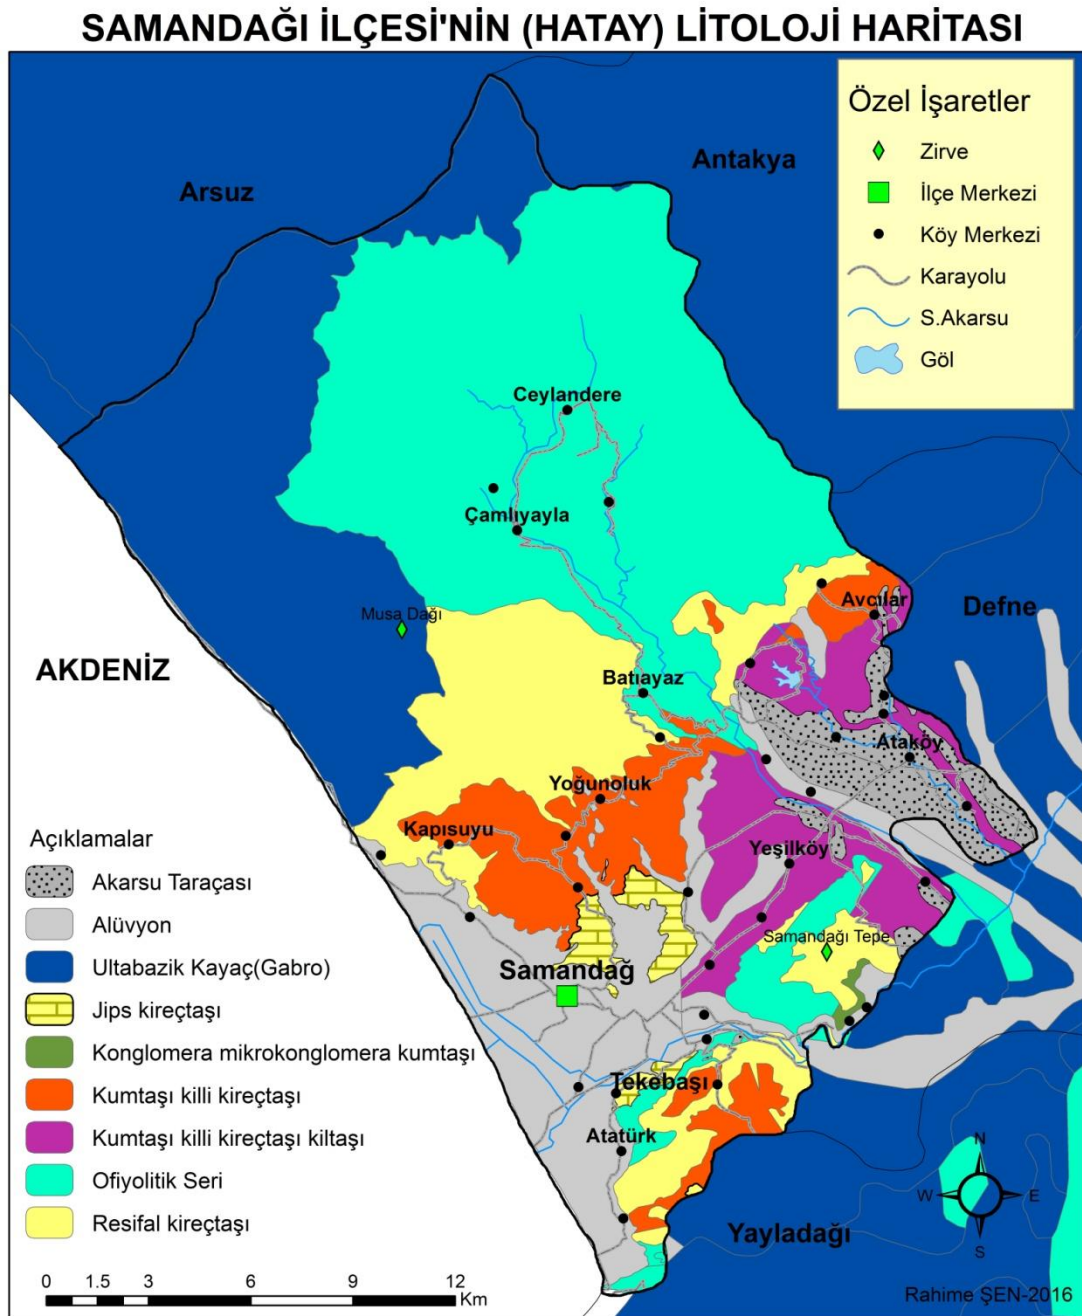 SAMANDAĞI İLÇESİ'NİN (HATAY) LİTOLOJİ HARİTASI
Özel İşaretler
Zirve
İlçe Merkezi
Köy Merkezi
Karayolu
S.Akarsu
Göl
Antakya
Arsuz
Ceylandere
Çamlıyayla
Avcılar
Defne
Musa Dağı
AKDENİZ
Batıayaz
Ataköy
Yoğunoluk
Kapısuyu
Yeşilköy
Samandağı Tepe
Samandağ
Tekebaşı
Atatürk
Yayladağı
Açıklamalar
Akarsu Taraçası
Alüvyon
Ultabazik Kayaç(Gabro)
Jips kireçtaşı
Konglomera mikrokonglomera kumtaşı
Kumtaşı killi kireçtaşı
Kumtaşı killi kireçtaşı kiltaşı
Ofiyolitik Seri
Resifal kireçtaşı
N
W E
S
0 1.5 3 6 9 12
Km
Rahime ŞEN-2016